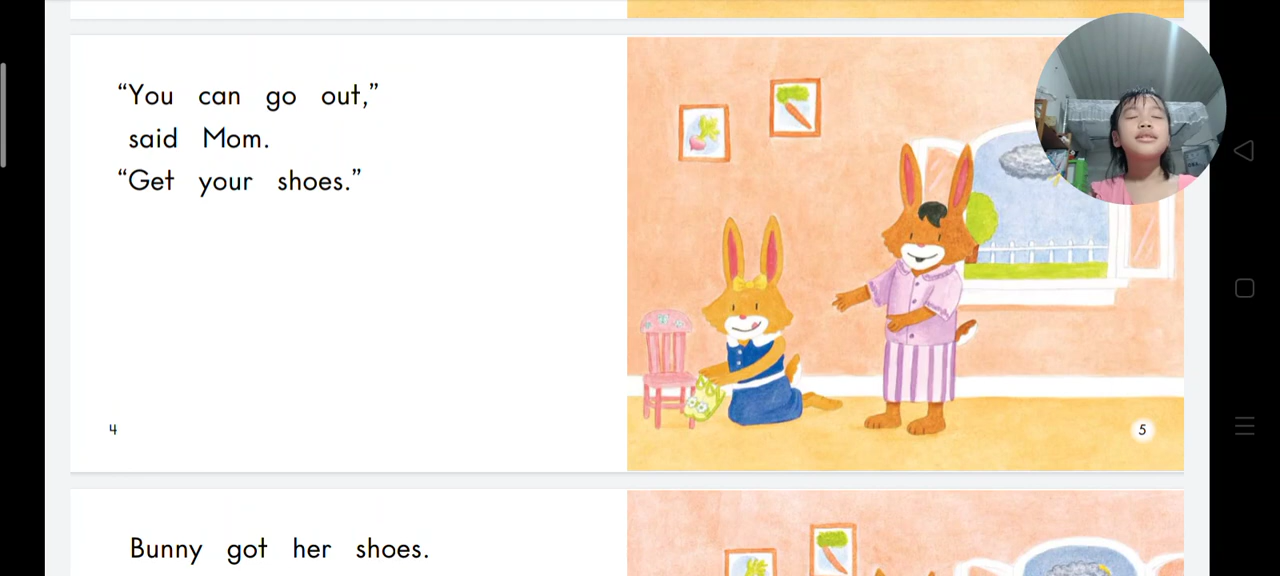 “You can go out,”
said Mom.
“Get your shoes.”
4
5
Bunny got her shoes.